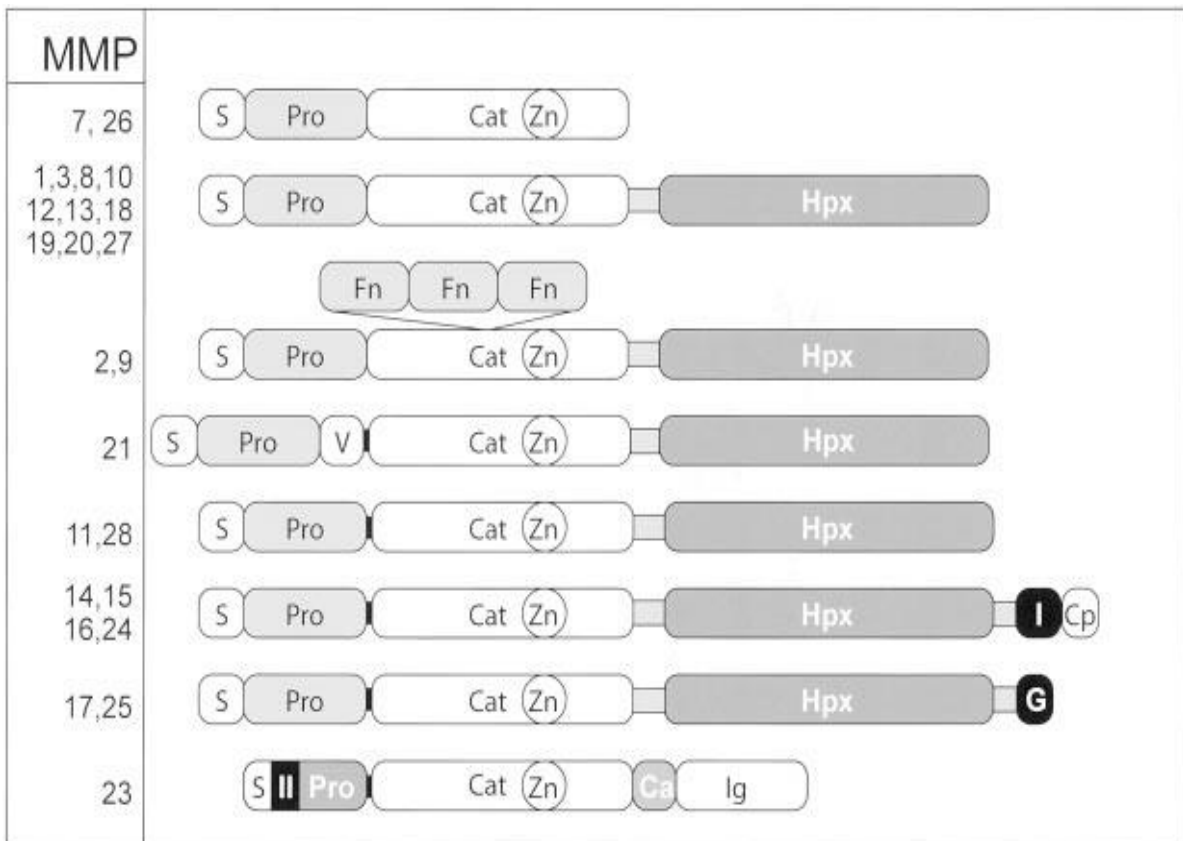 MMP
7, 26
S Pro Cat Zn
1,3,8,10
12,13,18
19,20,27
S Pro Cat Zn Hpx
Fn Fn Fn
2,9
S Pro Cat Zn Hpx
21
S Pro V Cat Zn Hpx
11,28
S Pro Cat Zn Hpx
14,15
16,24
S Pro Cat Zn Hpx I Cp
17,25
S Pro Cat Zn Hpx G
23
S II Pro Cat Zn Ca Ig